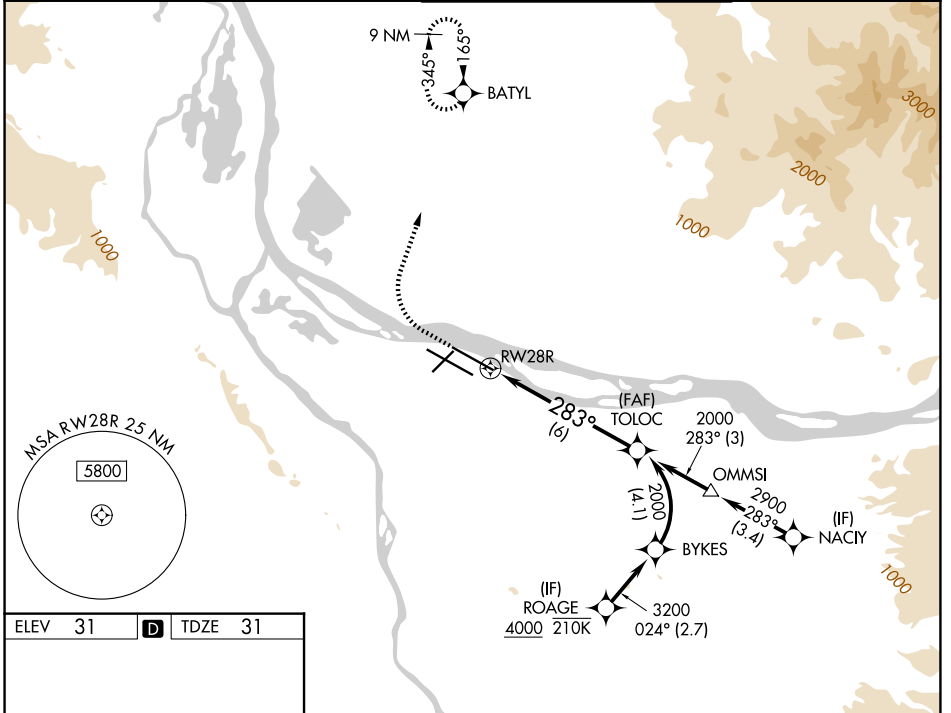 9 NM
345°
165°
BATYL
3000
2000
1000
1000
RW28R
283°
(6)
(FAF)
TOLOC
2000
283° (3)
OMMSI
2900
283°
(3.4)
(IF)
NACIY
2000
(4.1)
BYKES
(IF)
ROAGE
4000 210K
3200
024° (2.7)
1000
MSA RW28R 25 NM
5800
ELEV 31 D TDZE 31